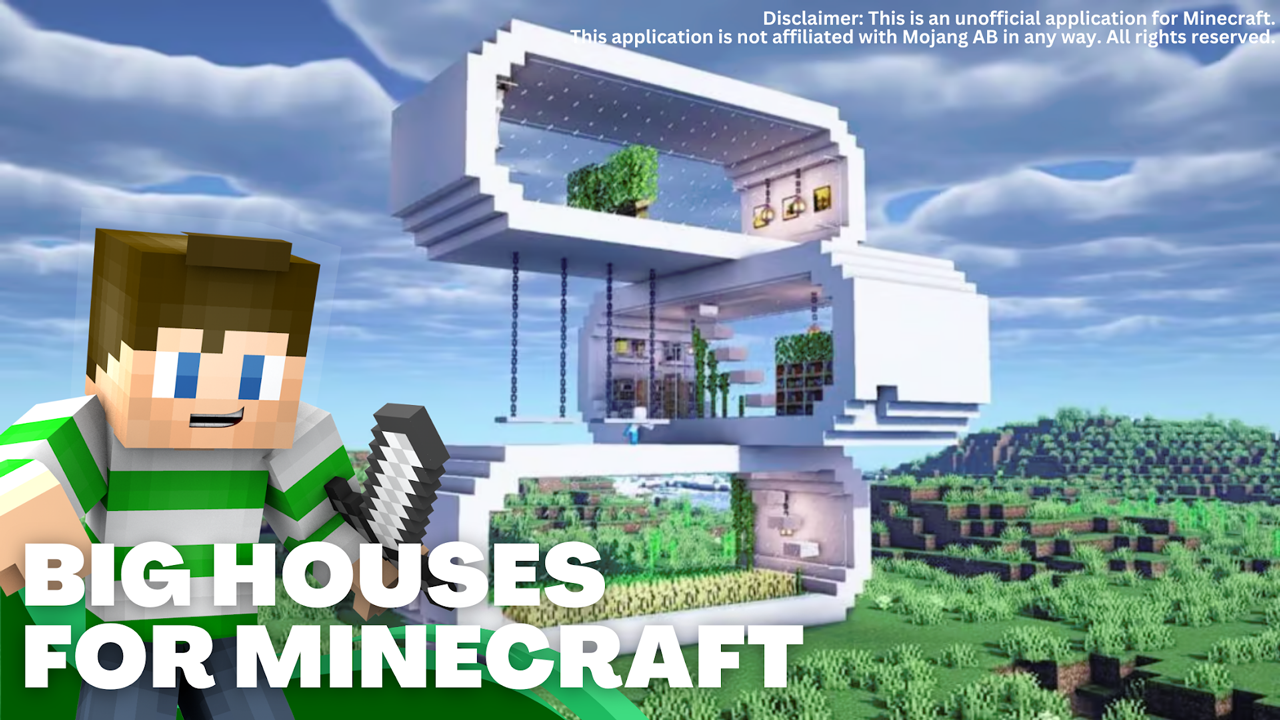 Disclaimer: This is an unofficial application for Minecraft.
This application is not affiliated with Mojang AB in any way. All rights reserved.
BIG HOUSES
FOR MINECRAFT